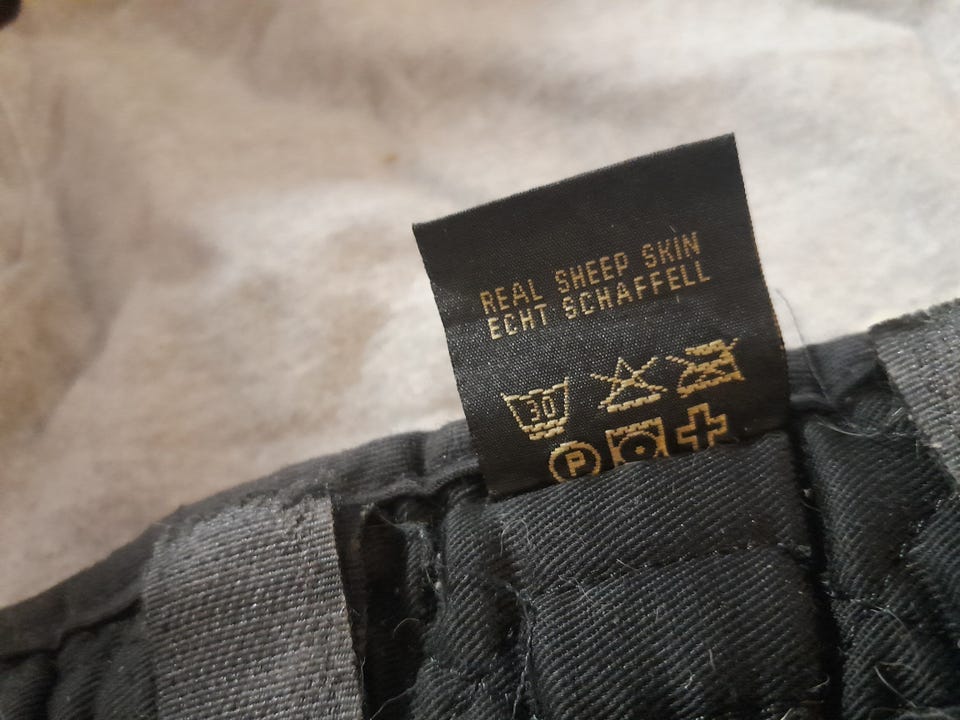 REAL SHEEP SKIN
ECHT SCHAFFELL
30
P